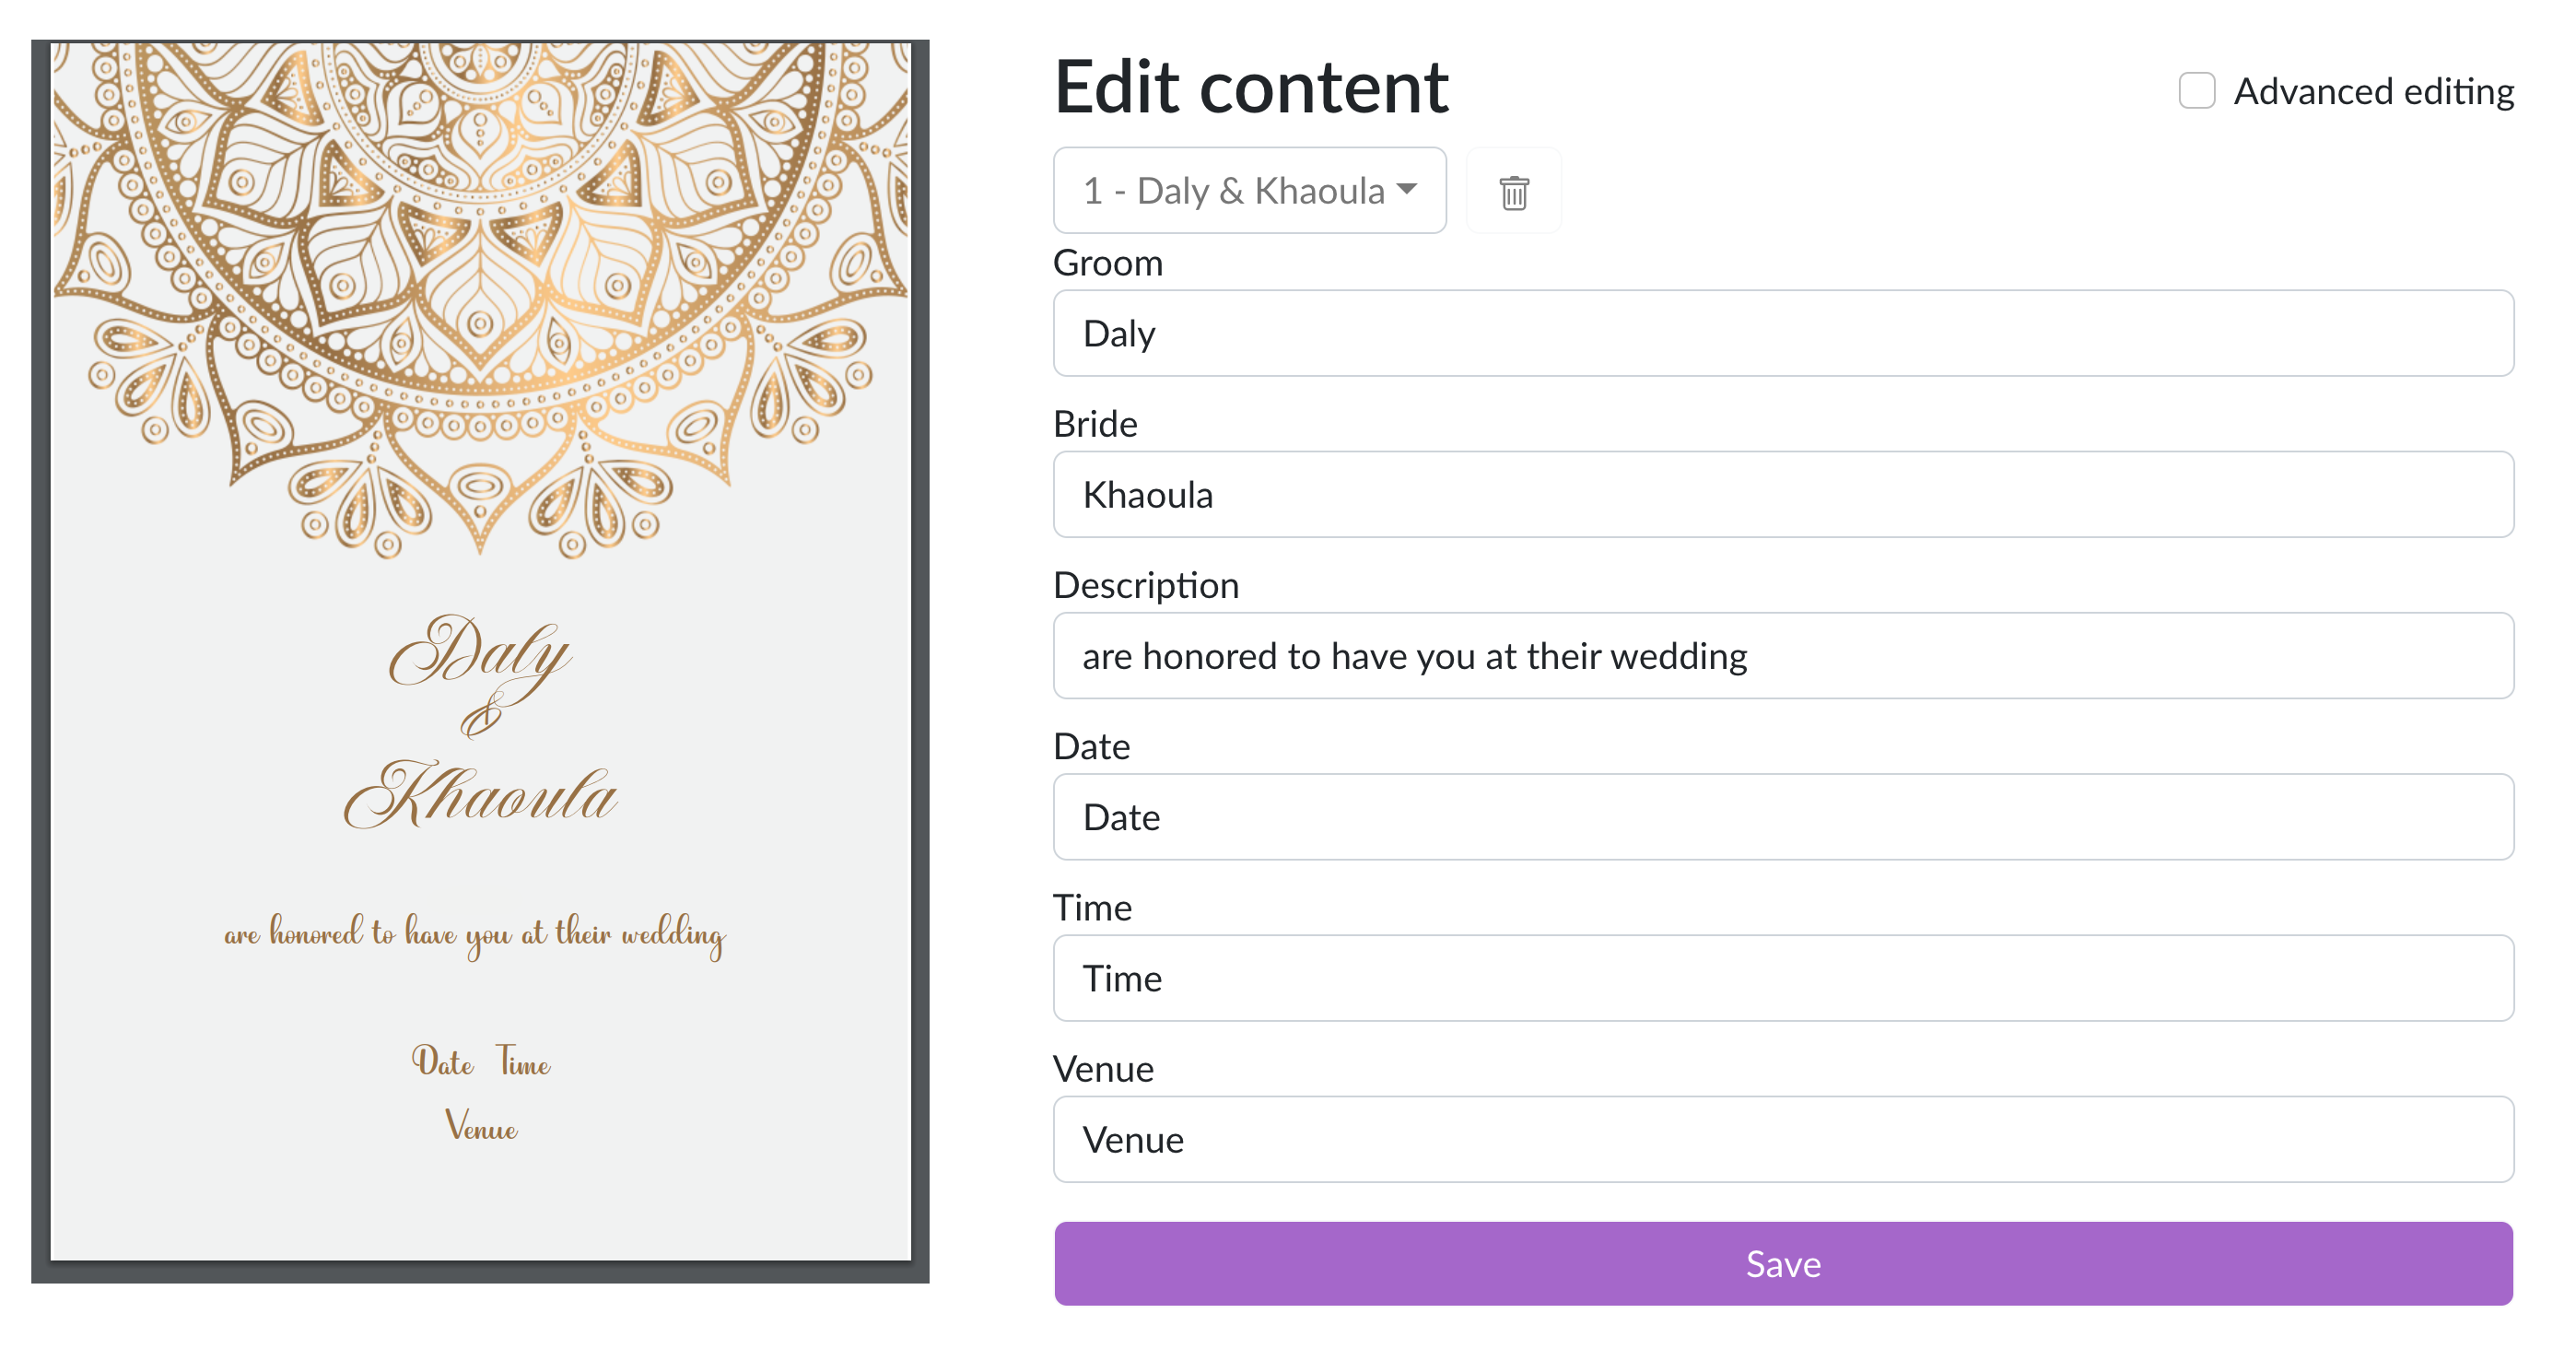 Daly
&
Khaoula
are honored to have you at their wedding
Date Time
Venue
Edit content
Advanced editing
1 - Daly & Khaoula
Groom
Daly
Bride
Khaoula
Description
are honored to have you at their wedding
Date
Date
Time
Time
Venue
Venue
Save